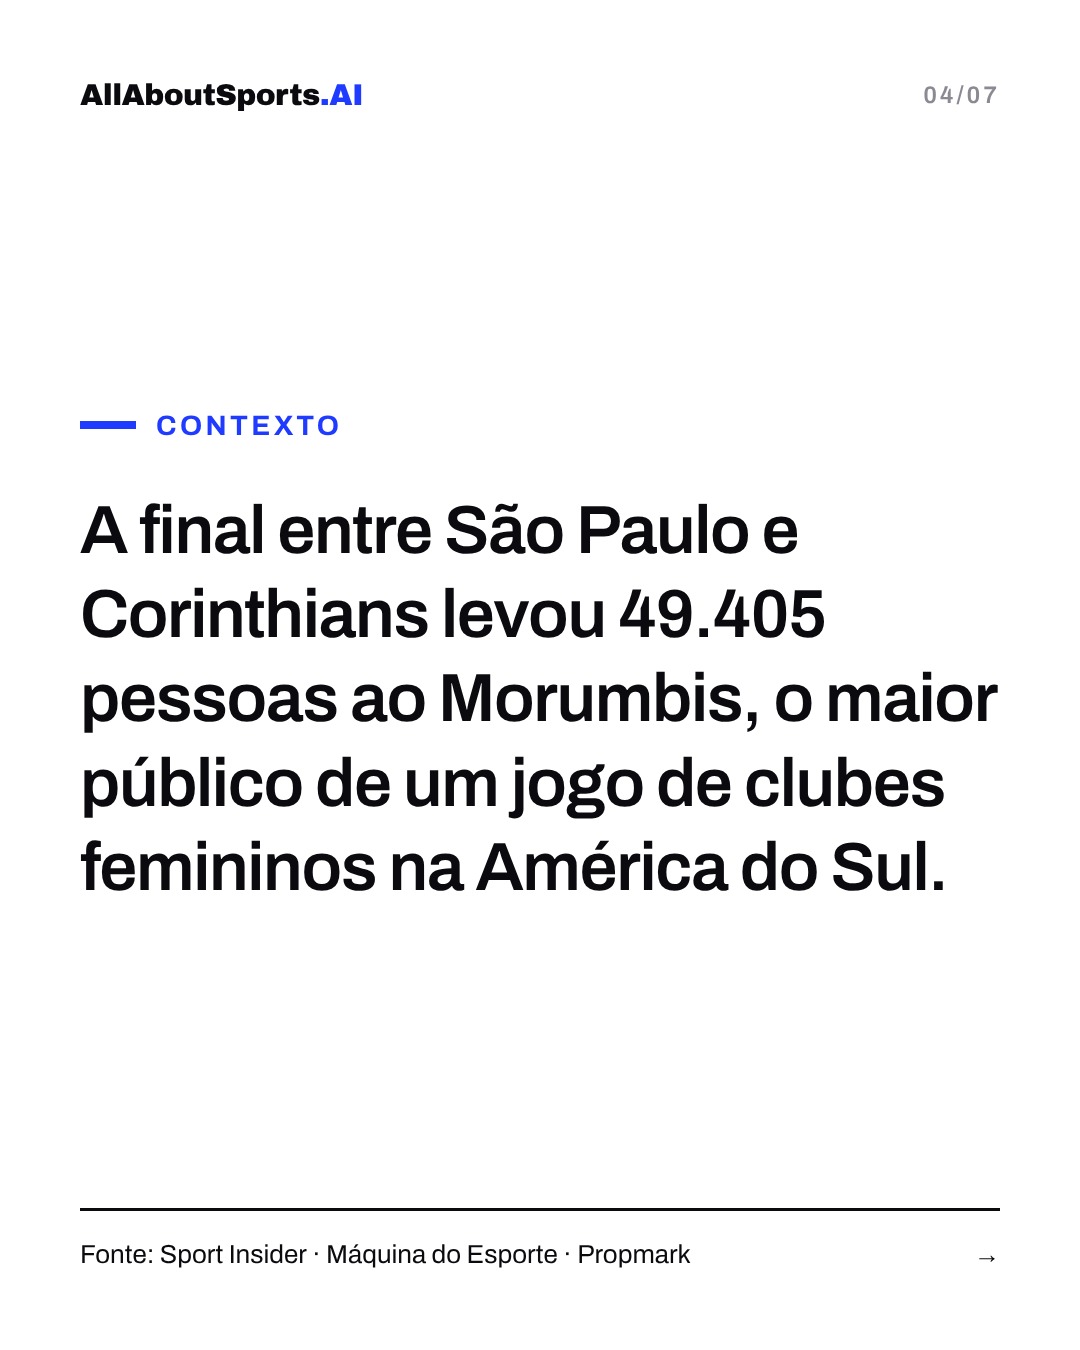 AllAboutSports.AI
04/07
CONTEXTO
A final entre São Paulo e
Corinthians levou 49.405
pessoas ao Morumbis, o maior
público de um jogo de clubes
femininos na América do Sul.
Fonte: Sport Insider · Máquina do Esporte · Propmark
→